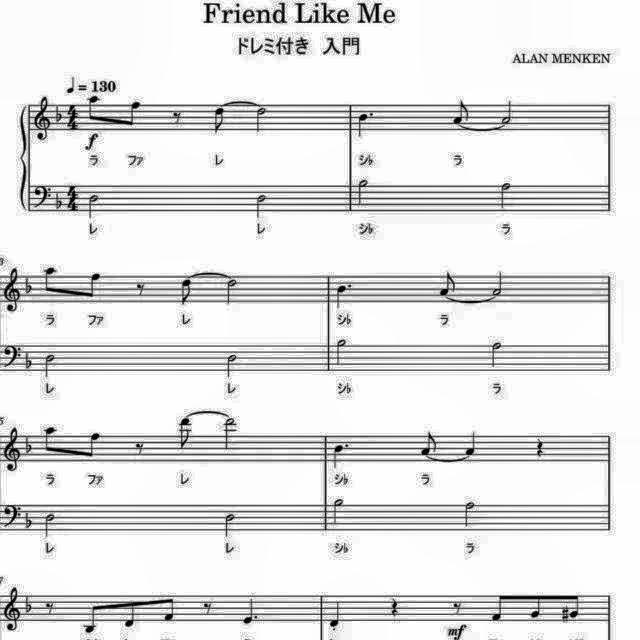 Friend Like Me
ドレミ付き 入門
ALAN MENKEN
♩ = 130
f
ラ ファ レ シ♭ ラ
レ レ シ♭ ラ
3
ラ ファ レ シ♭ ラ
レ レ シ♭ ラ
5
ラ ファ レ シ♭ ラ
レ レ シ♭ ラ
7
mf